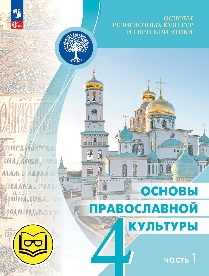 ОСНОВЫ
РЕЛИГИОЗНЫХ КУЛЬТУР
И СВЕТСКОЙ ЭТИКИ
ОСНОВЫ
ПРАВОСЛАВНОЙ
КУЛЬТУРЫ
4
часть 1